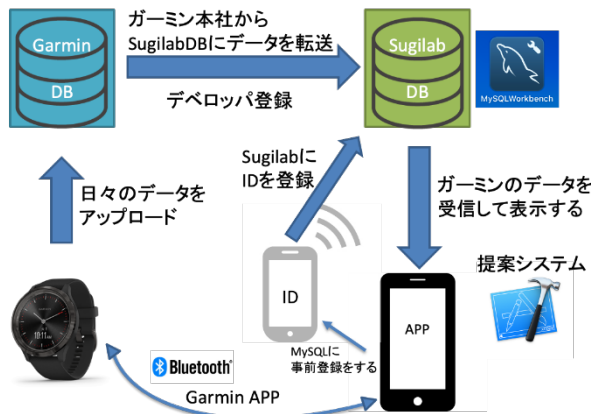 ガーミン本社から
SugilabDBにデータを転送
Garmin
DB
デベロッパ登録
Sugilab
DB
MySQLWorkbench
日々のデータを
アップロード
Sugilabに
IDを登録
ガーミンのデータを
受信して表示する
ID
提案システム
APP
MySQLに
事前登録をする
Bluetooth®
Garmin APP
10:11